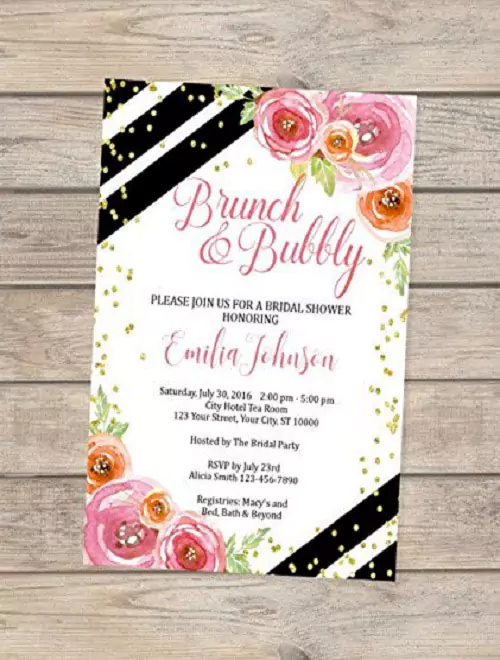 Brunch
& Bubbly
PLEASE JOIN US FOR A BRIDAL SHOWER
HONORING
Emilia Johnson
Saturday, July 30, 2016 2:00 pm - 5:00 pm
City Hotel Tea Room
123 Your Street, Your City, ST 10000
Hosted by The Bridal Party
RSVP by July 23rd
Alicia Smith 123-456-7890
Registries: Macy's and
Bed, Bath & Beyond